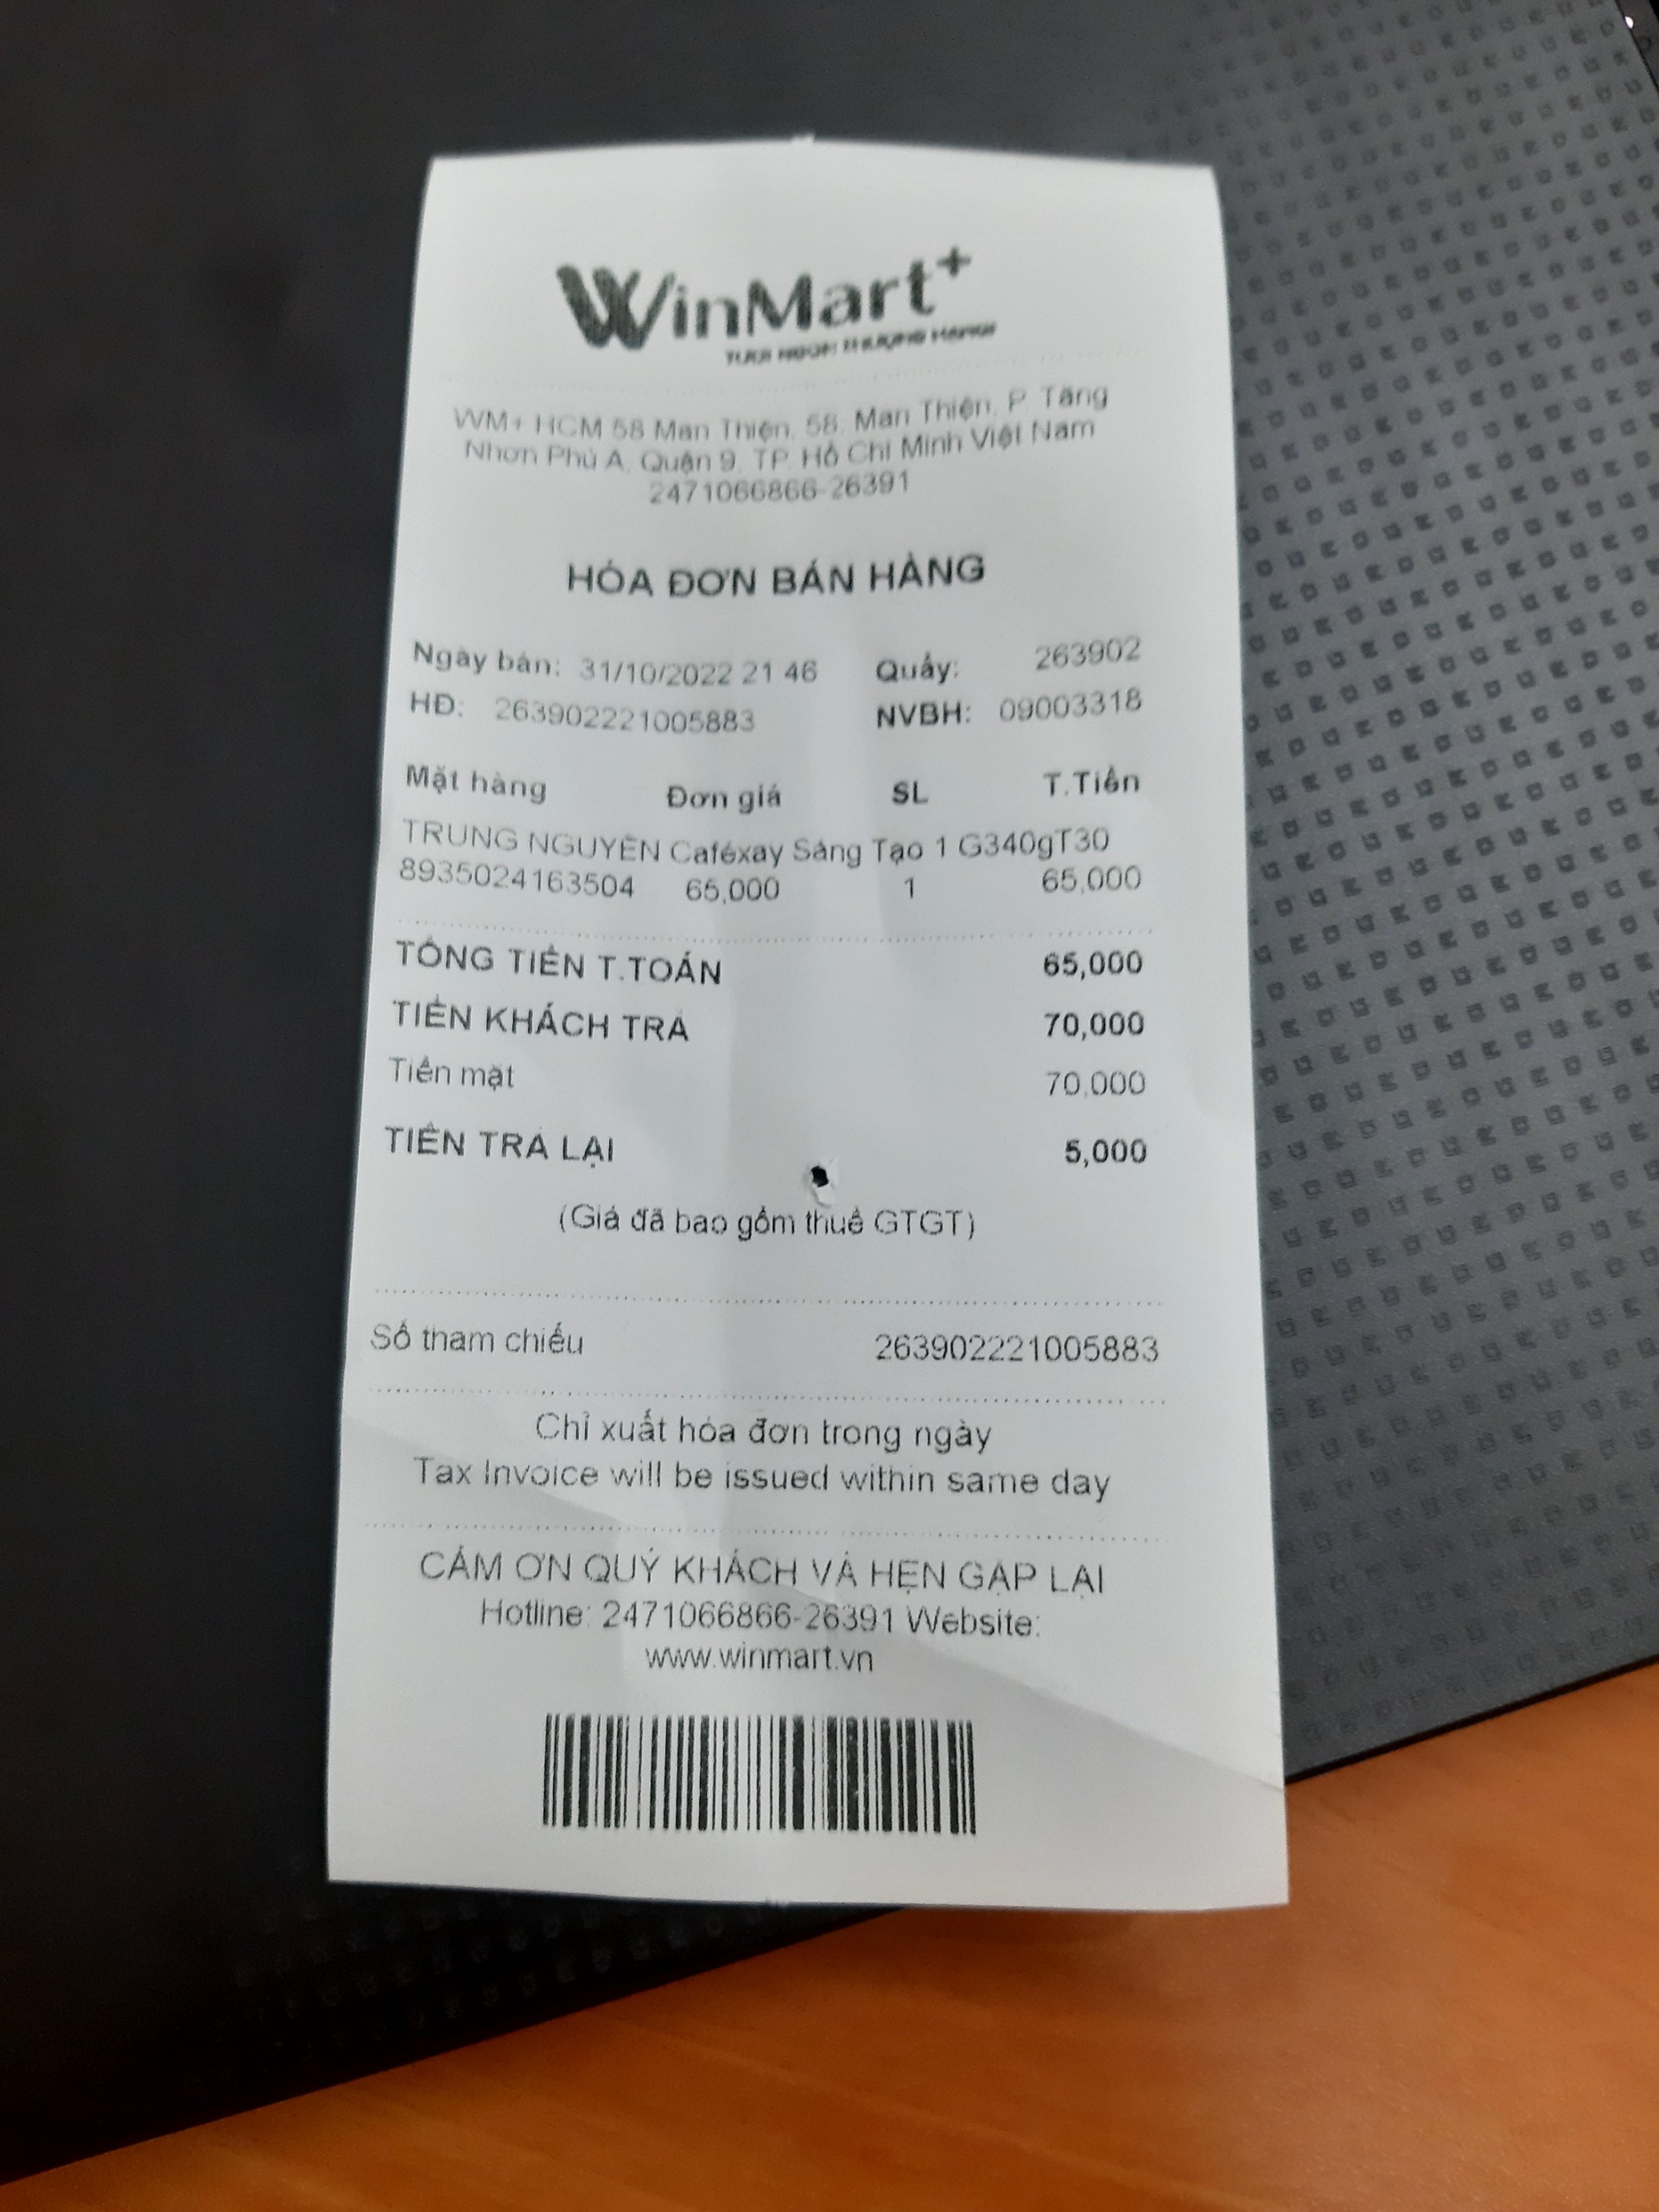 WinMart+
TƯƠI NGON THƯỢNG HẠNG!
WM+ HCM 58 Man Thiện, 58, Man Thiện, P. Tăng
Nhơn Phú A, Quận 9, TP. Hồ Chí Minh Việt Nam
2471066866-26391
HÓA ĐƠN BÁN HÀNG
Ngày bán: 31/10/2022 21:46 Quầy: 263902
HĐ: 263902221005883 NVBH: 09003318
Mặt hàng Đơn giá SL T.Tiền
TRUNG NGUYÊN Caféxay Sáng Tạo 1 G340gT30
8935024163504 65,000 1 65,000
TỔNG TIỀN T.TOÁN 65,000
TIỀN KHÁCH TRẢ 70,000
Tiền mặt 70,000
TIỀN TRẢ LẠI 5,000
(Giá đã bao gồm thuế GTGT)
Số tham chiếu 263902221005883
Chỉ xuất hóa đơn trong ngày
Tax Invoice will be issued within same day
CẢM ƠN QUÝ KHÁCH VÀ HẸN GẶP LẠI
Hotline: 2471066866-26391 Website:
www.winmart.vn